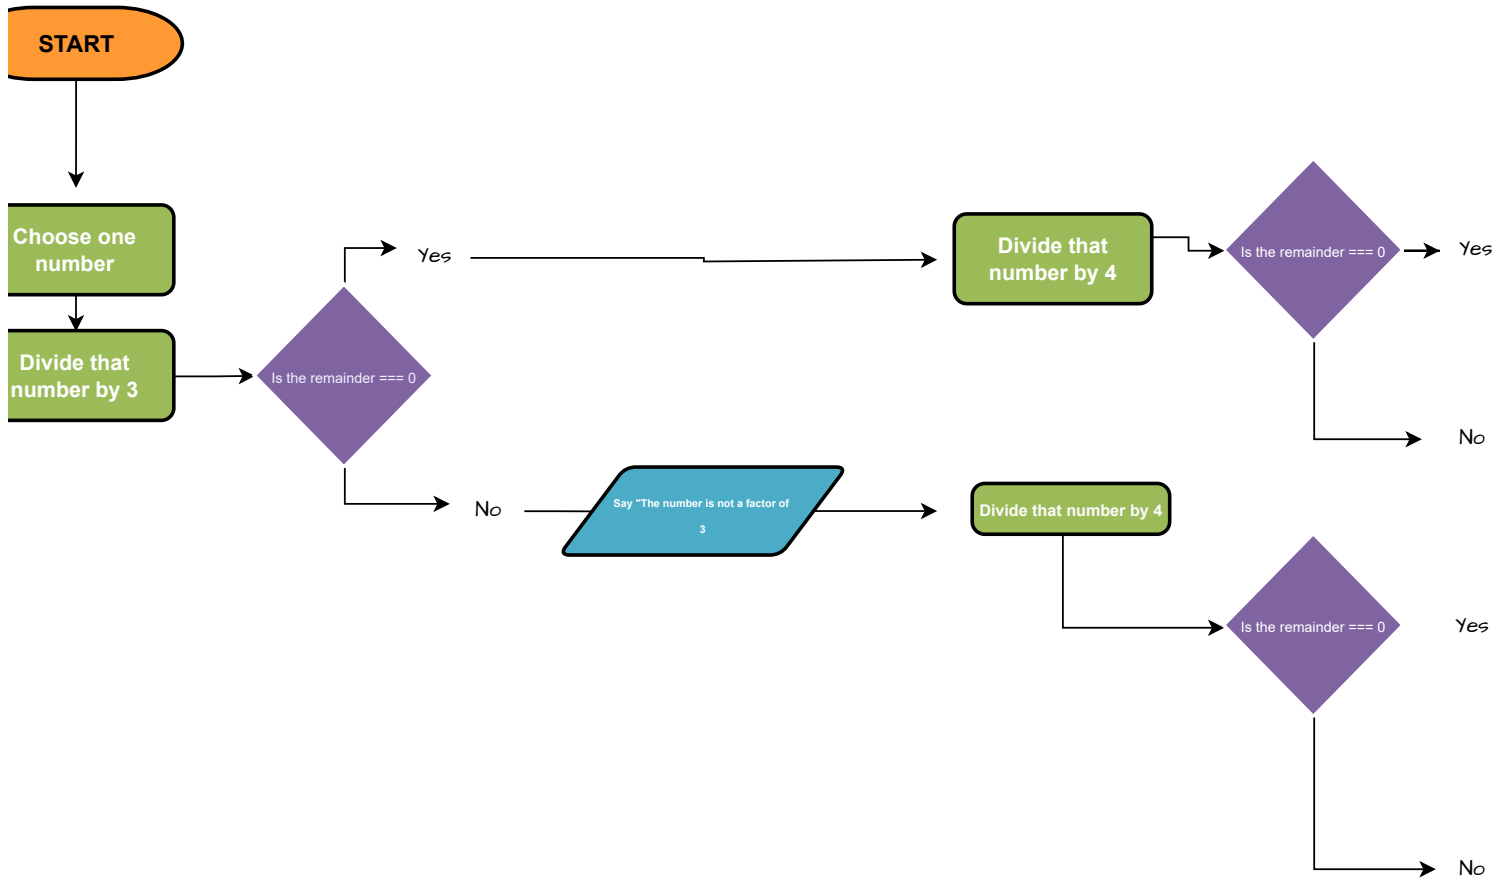 START
Choose one
number
Divide that
number by 3
Is the remainder === 0
Yes
Divide that
number by 4
Is the remainder === 0
Yes
No
No
Say "The number is not a factor of
3
Divide that number by 4
Is the remainder === 0
Yes
No